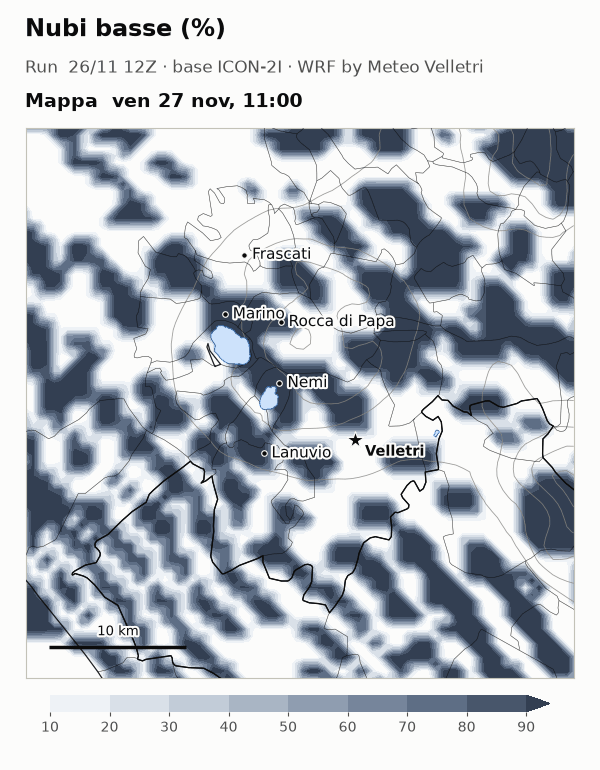 Nubi basse (%)
Run  26/11 12Z · base ICON-2I · WRF by Meteo Velletri
Mappa  ven 27 nov, 11:00
Frascati
Marino
Rocca di Papa
Nemi
Velletri
Lanuvio
10 km
10 20 30 40 50 60 70 80 90